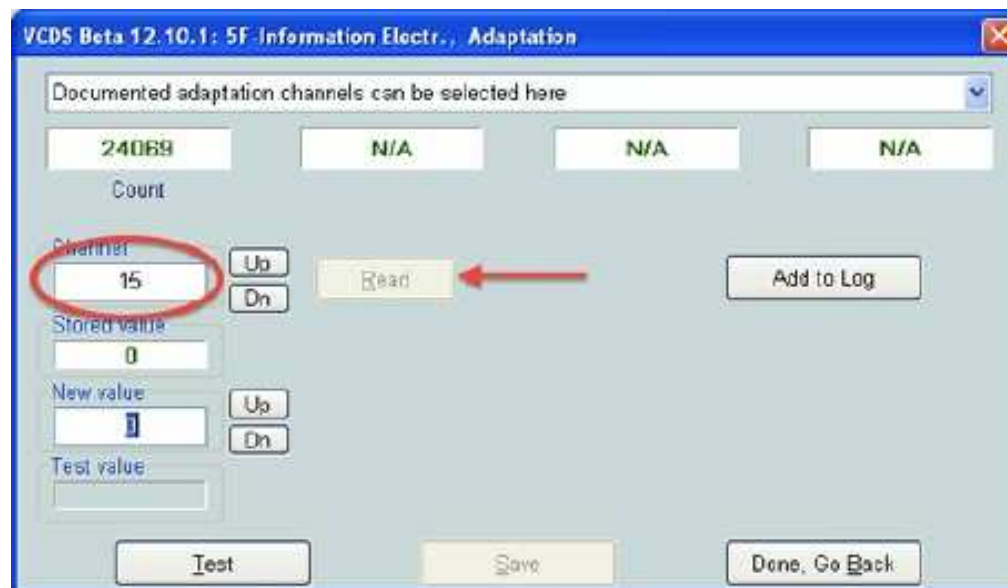 VCDS Beta 12.10.1: 5F-Information Electr., Adaptation
Documented adaptation channels can be selected here
24069 N/A N/A N/A
Count
Channel
15 Up Read Add to Log
Dn
Stored value
0
New value
0 Up
Dn
Test value
Test Save Done, Go Back